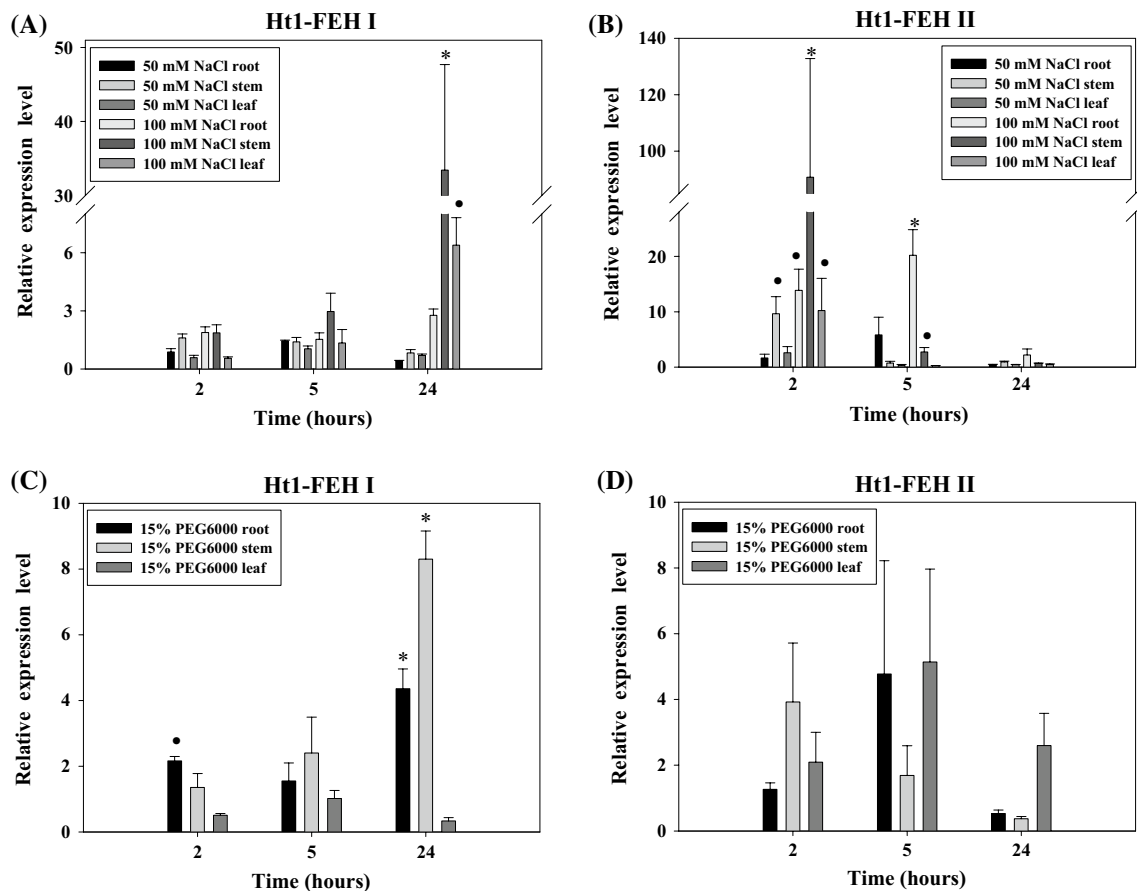 (A)
Ht1-FEH I
50
40
30
6
3
0
Relative expression level
50 mM NaCl root
50 mM NaCl stem
50 mM NaCl leaf
100 mM NaCl root
100 mM NaCl stem
100 mM NaCl leaf
*
•
2 5 24
Time (hours)
(B)
Ht1-FEH II
140
120
100
20
10
0
Relative expression level
50 mM NaCl root
50 mM NaCl stem
50 mM NaCl leaf
100 mM NaCl root
100 mM NaCl stem
100 mM NaCl leaf
• • * •
* •
2 5 24
Time (hours)
(C)
Ht1-FEH I
10
8
6
4
2
0
Relative expression level
15% PEG6000 root
15% PEG6000 stem
15% PEG6000 leaf
•
* *
2 5 24
Time (hours)
(D)
Ht1-FEH II
10
8
6
4
2
0
Relative expression level
15% PEG6000 root
15% PEG6000 stem
15% PEG6000 leaf
2 5 24
Time (hours)